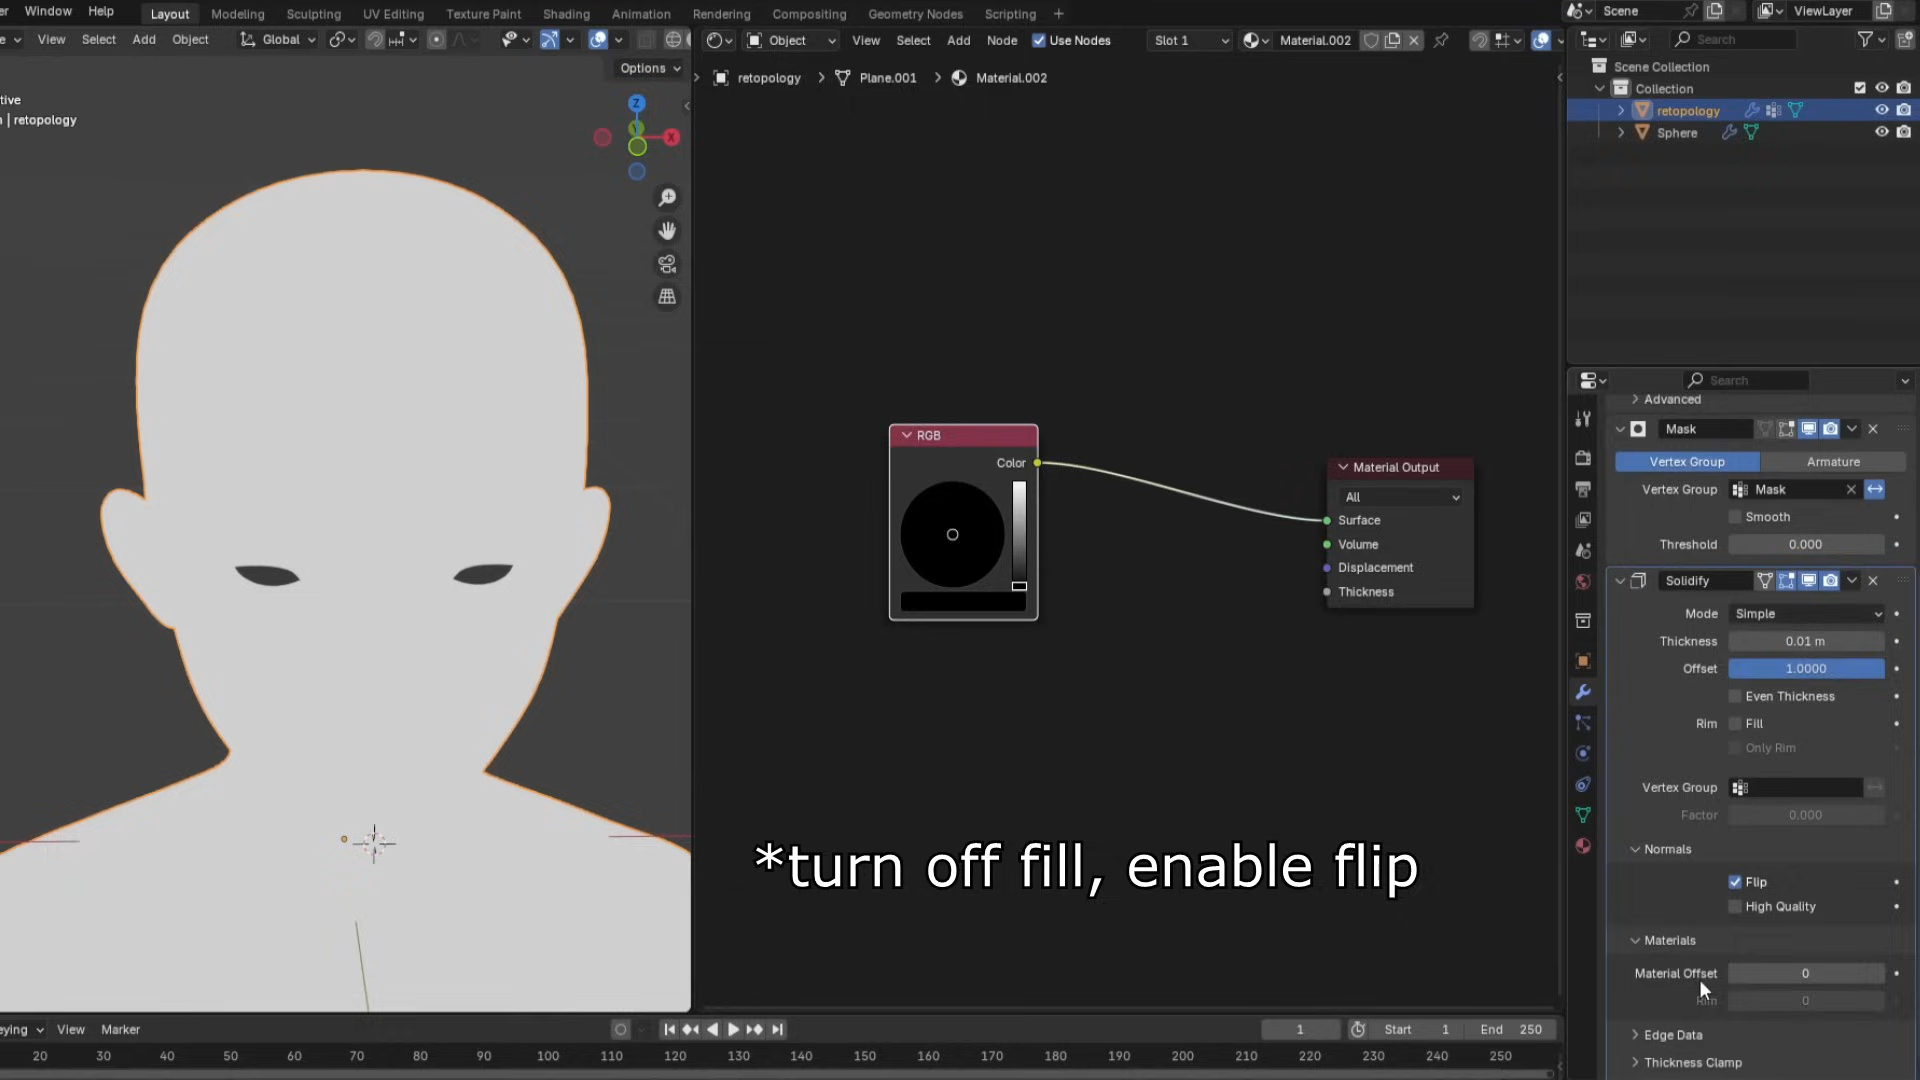 Window Help
Layout Modeling Sculpting UV Editing Texture Paint Shading Animation Rendering Compositing Geometry Nodes Scripting +
Scene ViewLayer
View Select Add Object Global
Object View Select Add Node Use Nodes Slot 1 Material.002
Search
Options
retopology > Plane.001 > Material.002
Scene Collection
Collection
retopology
Sphere
tive
| retopology
Z
Y
X
Search
Advanced
Mask
Vertex Group Armature
Vertex Group Mask
Smooth
Threshold 0.000
Solidify
Mode Simple
Thickness 0.01 m
Offset 1.0000
Even Thickness
Rim Fill
Only Rim
Vertex Group
Factor 0.000
Normals
Flip
High Quality
Materials
Material Offset 0
Rim 0
Edge Data
Thickness Clamp
RGB
Color
Material Output
All
Surface
Volume
Displacement
Thickness
*turn off fill, enable flip
eying View Marker
1 Start 1 End 250
20 30 40 50 60 70 80 90 100 110 120 130 140 150 160 170 180 190 200 210 220 230 240 250